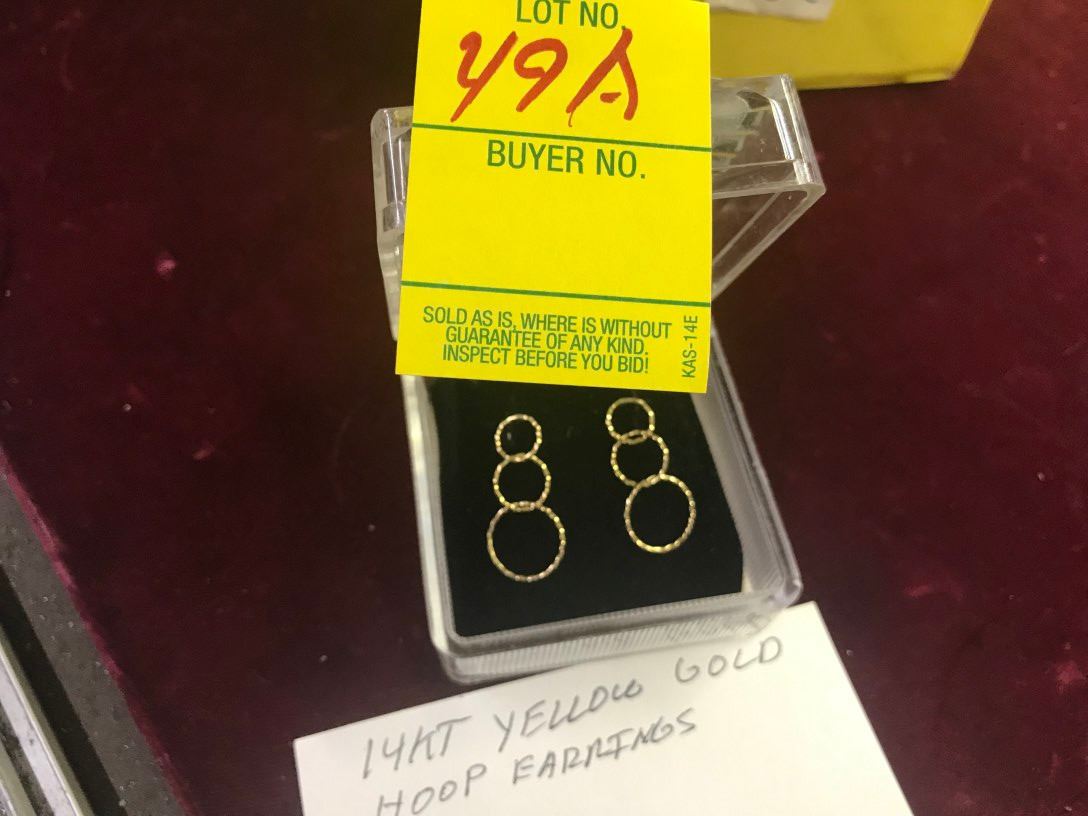 LOT NO.
49A
BUYER NO.
SOLD AS IS, WHERE IS WITHOUT
GUARANTEE OF ANY KIND.
INSPECT BEFORE YOU BID!
KAS-14E
14KT YELLOW GOLD
HOOP EARRINGS